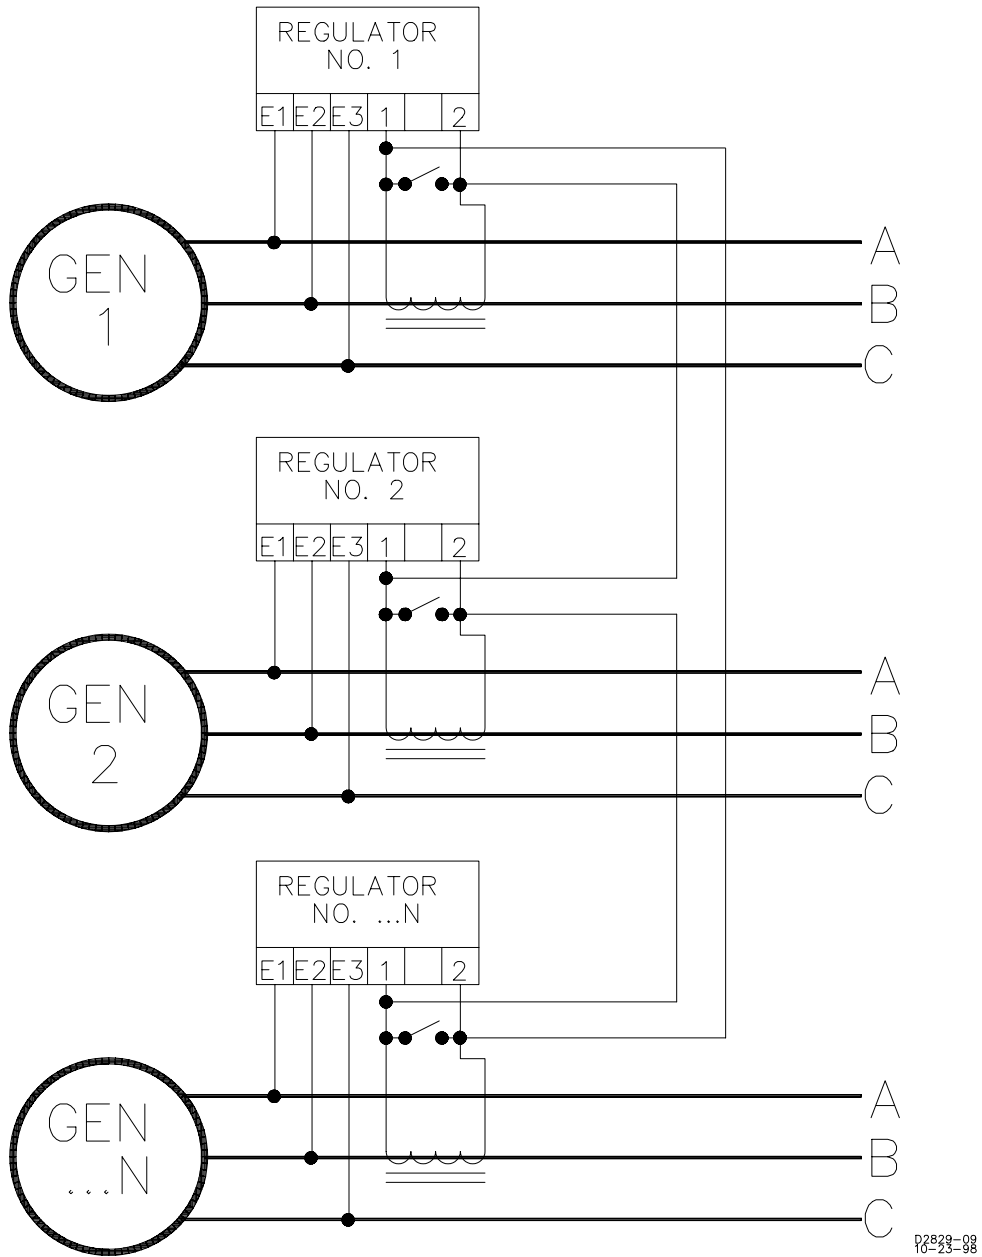 REGULATOR
NO. 1
E1 E2 E3 1 2
GEN
1
A
B
C
REGULATOR
NO. 2
E1 E2 E3 1 2
GEN
2
A
B
C
REGULATOR
NO. ...N
E1 E2 E3 1 2
GEN
...N
A
B
C
D2829-09
10-23-98